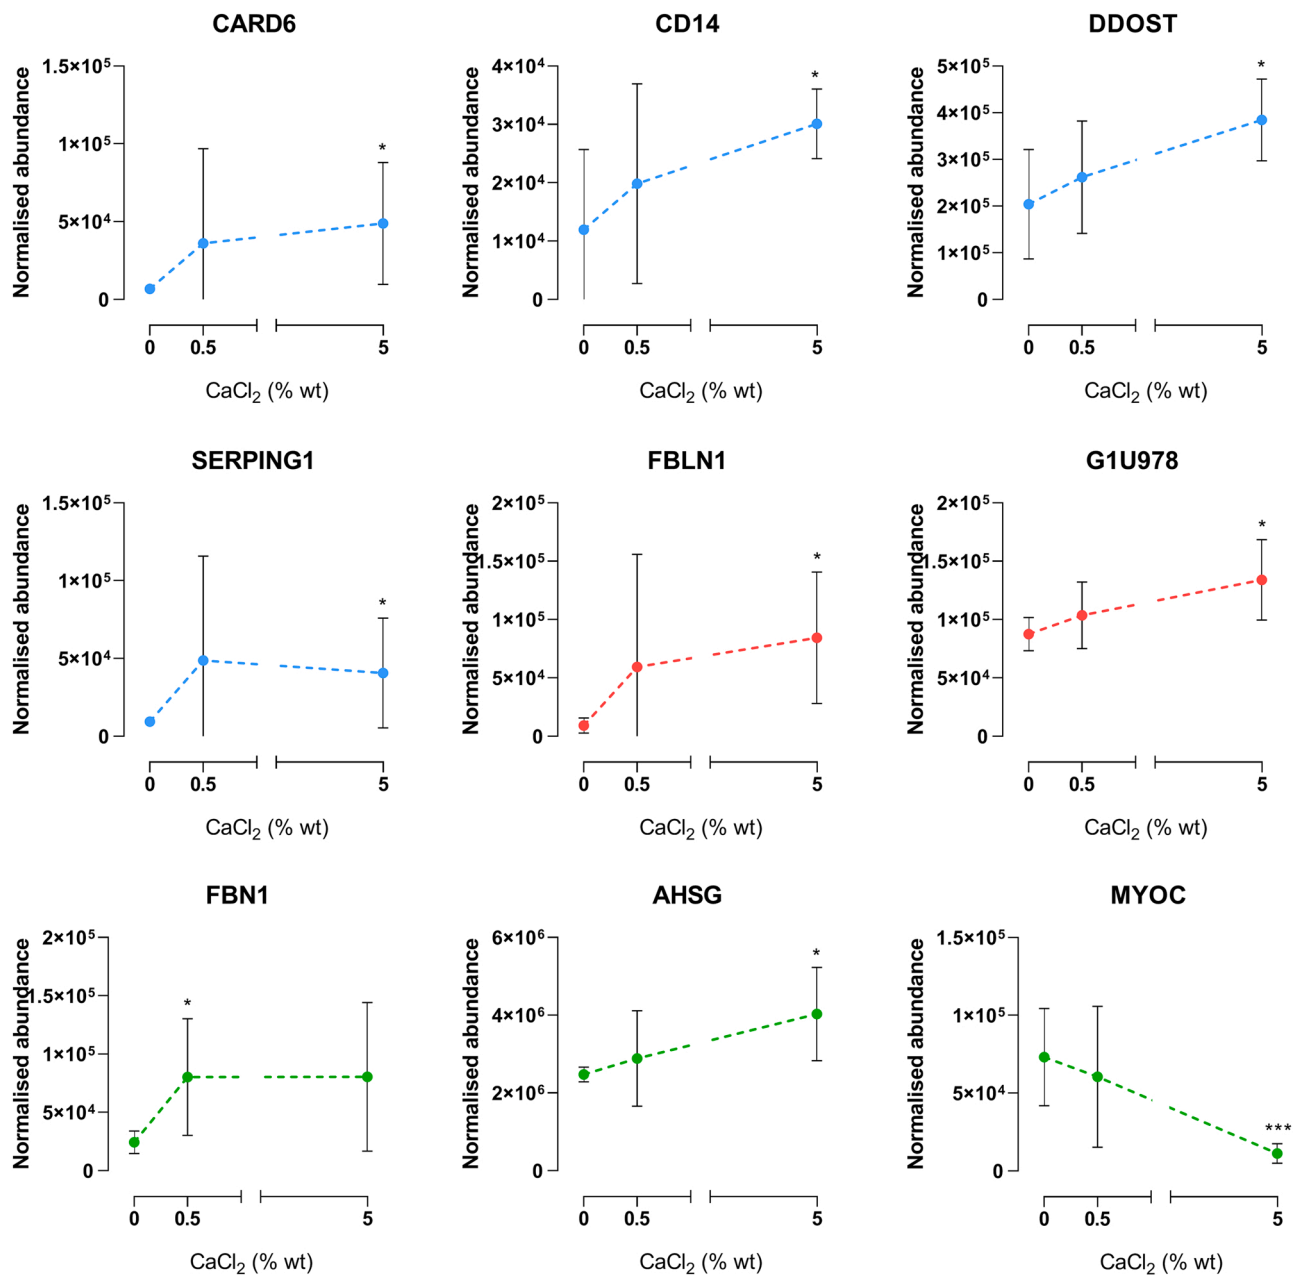 CARD6
CD14
DDOST
Normalised abundance
1.5×10⁵
1×10⁵
5×10⁴
0
0
0.5
5
*
CaCl₂ (% wt)
Normalised abundance
4×10⁴
3×10⁴
2×10⁴
1×10⁴
0
0
0.5
5
*
CaCl₂ (% wt)
Normalised abundance
5×10⁵
4×10⁵
3×10⁵
2×10⁵
1×10⁵
0
0
0.5
5
*
CaCl₂ (% wt)
SERPING1
FBLN1
G1U978
Normalised abundance
1.5×10⁵
1×10⁵
5×10⁴
0
0
0.5
5
*
CaCl₂ (% wt)
Normalised abundance
2×10⁵
1.5×10⁵
1×10⁵
5×10⁴
0
0
0.5
5
*
CaCl₂ (% wt)
Normalised abundance
2×10⁵
1.5×10⁵
1×10⁵
5×10⁴
0
0
0.5
5
*
CaCl₂ (% wt)
FBN1
AHSG
MYOC
Normalised abundance
2×10⁵
1.5×10⁵
1×10⁵
5×10⁴
0
0
0.5
5
*
CaCl₂ (% wt)
Normalised abundance
6×10⁶
4×10⁶
2×10⁶
0
0
0.5
5
*
CaCl₂ (% wt)
Normalised abundance
1.5×10⁵
1×10⁵
5×10⁴
0
0
0.5
5
***
CaCl₂ (% wt)